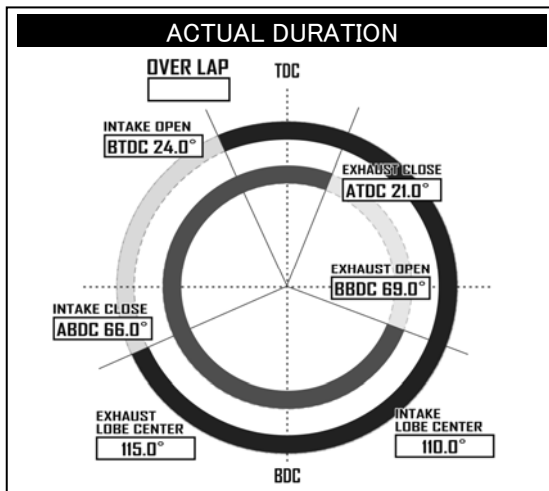 ACTUAL DURATION
OVER LAP
TDC
INTAKE OPEN
BTDC 24.0°
EXHAUST CLOSE
ATDC 21.0°
EXHAUST OPEN
BBDC 69.0°
INTAKE CLOSE
ABDC 66.0°
EXHAUST
LOBE CENTER
115.0°
INTAKE
LOBE CENTER
110.0°
BDC